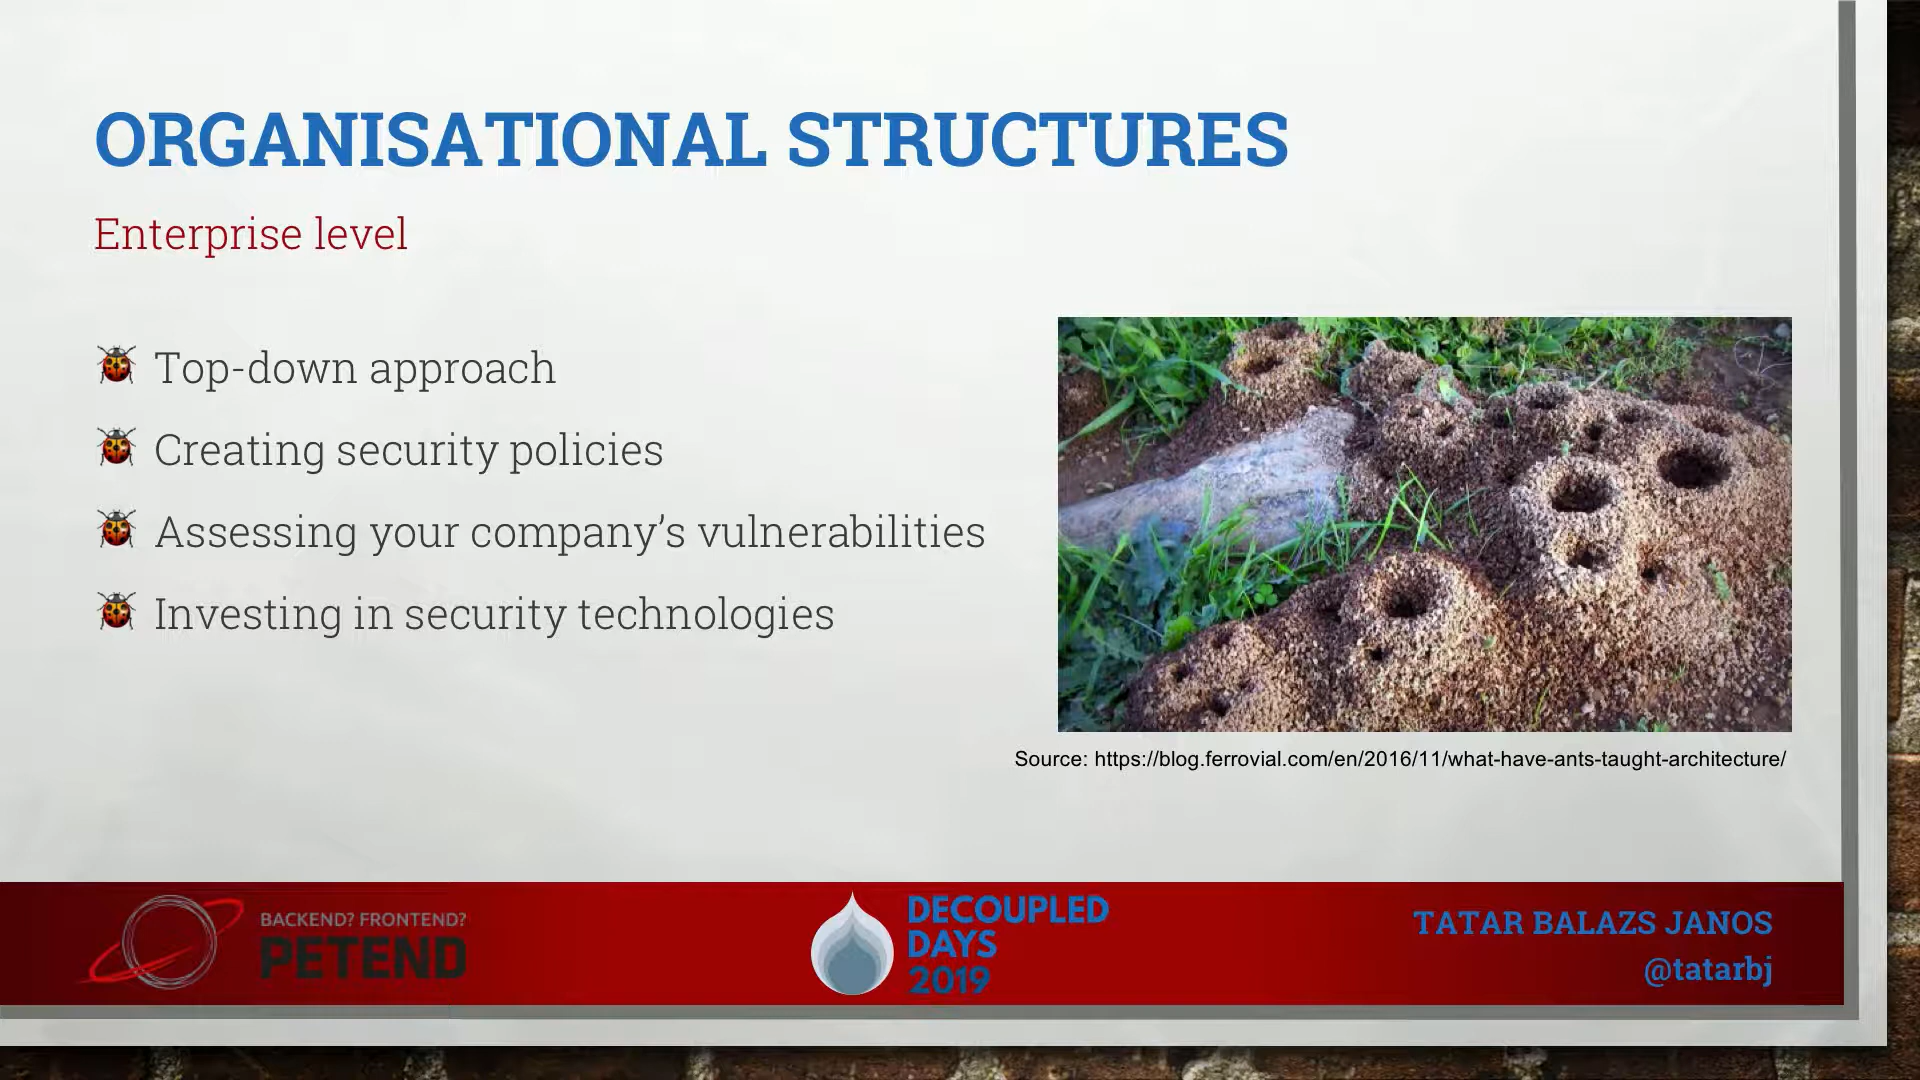 ORGANISATIONAL STRUCTURES
Enterprise level
Top-down approach
Creating security policies
Assessing your company’s vulnerabilities
Investing in security technologies
Source: https://blog.ferrovial.com/en/2016/11/what-have-ants-taught-architecture/
BACKEND? FRONTEND?
PETEND
DECOUPLED
DAYS
2019
TATAR BALAZS JANOS
@tatarbj